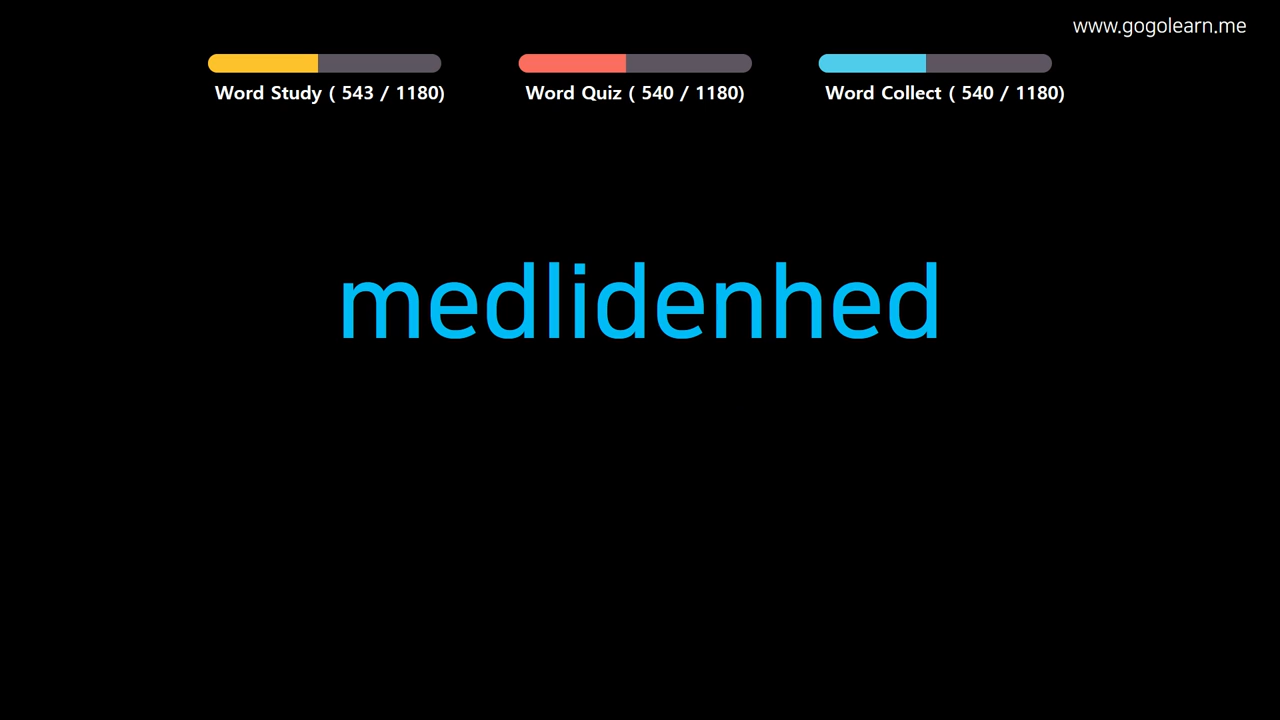 www.gogolearn.me
Word Study ( 543 / 1180)
Word Quiz ( 540 / 1180)
Word Collect ( 540 / 1180)
medlidenhed